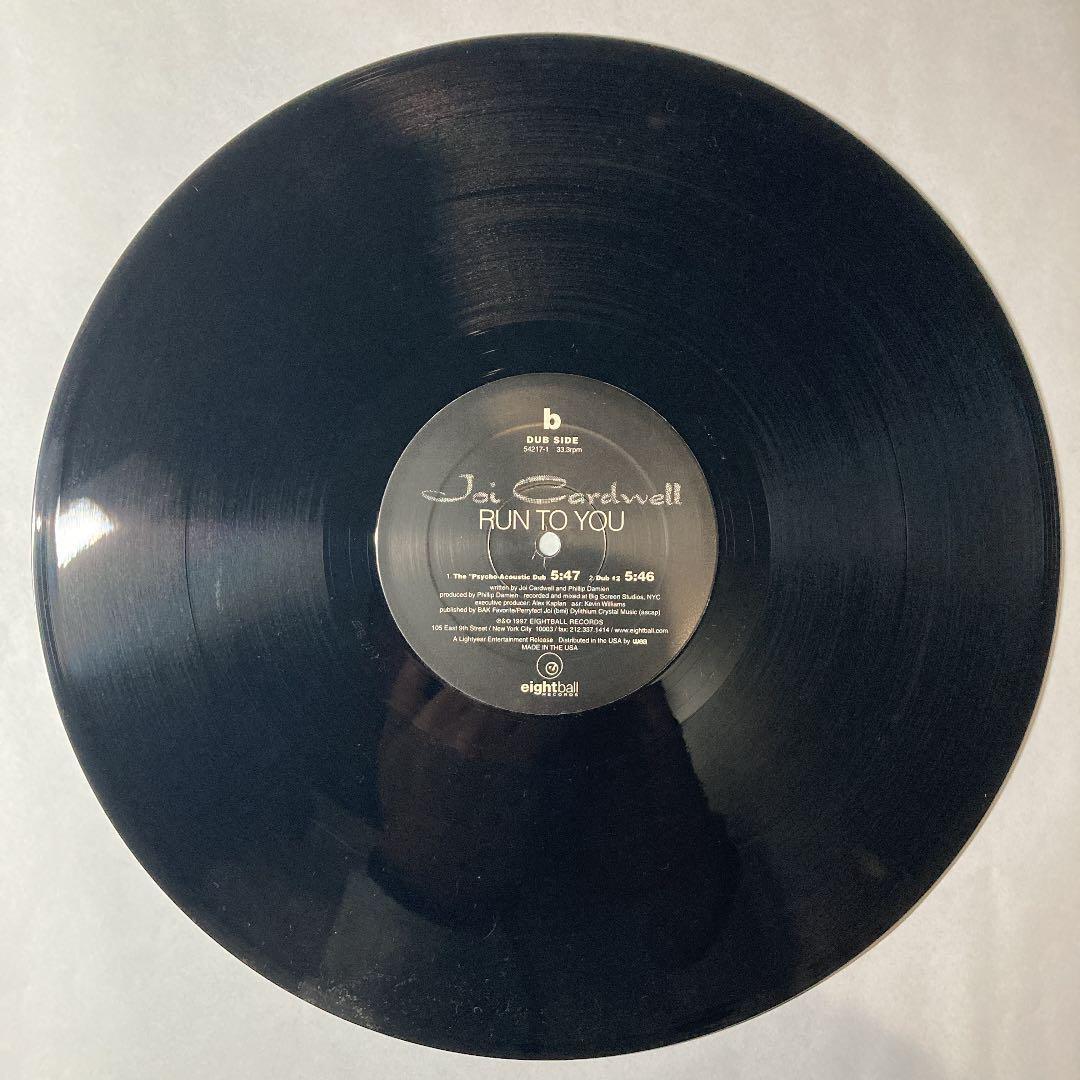 b
DUB SIDE
54217-1 33.3rpm
Joi Cardwell
RUN TO YOU
1. The "Psycho-Acoustic Dub 5:47 2. Dub #3 5:46
written by Joi Cardwell and Phillip Damien
produced by Phillip Damien recorded and mixed at Big Screen Studios, NYC
executive producer: Alex Kaplan a&r: Kevin Williams
published by BAK Favorite/Perryfact Joi (bmi) Dylithium Crystal Music (ascap)
℗&© 1997 EIGHTBALL RECORDS
105 East 9th Street / New York City 10003 / fax: 212.337.1414 / www.eightball.com
A Lightyear Entertainment Release Distributed in the USA by wea
MADE IN THE USA
eightball
RECORDS